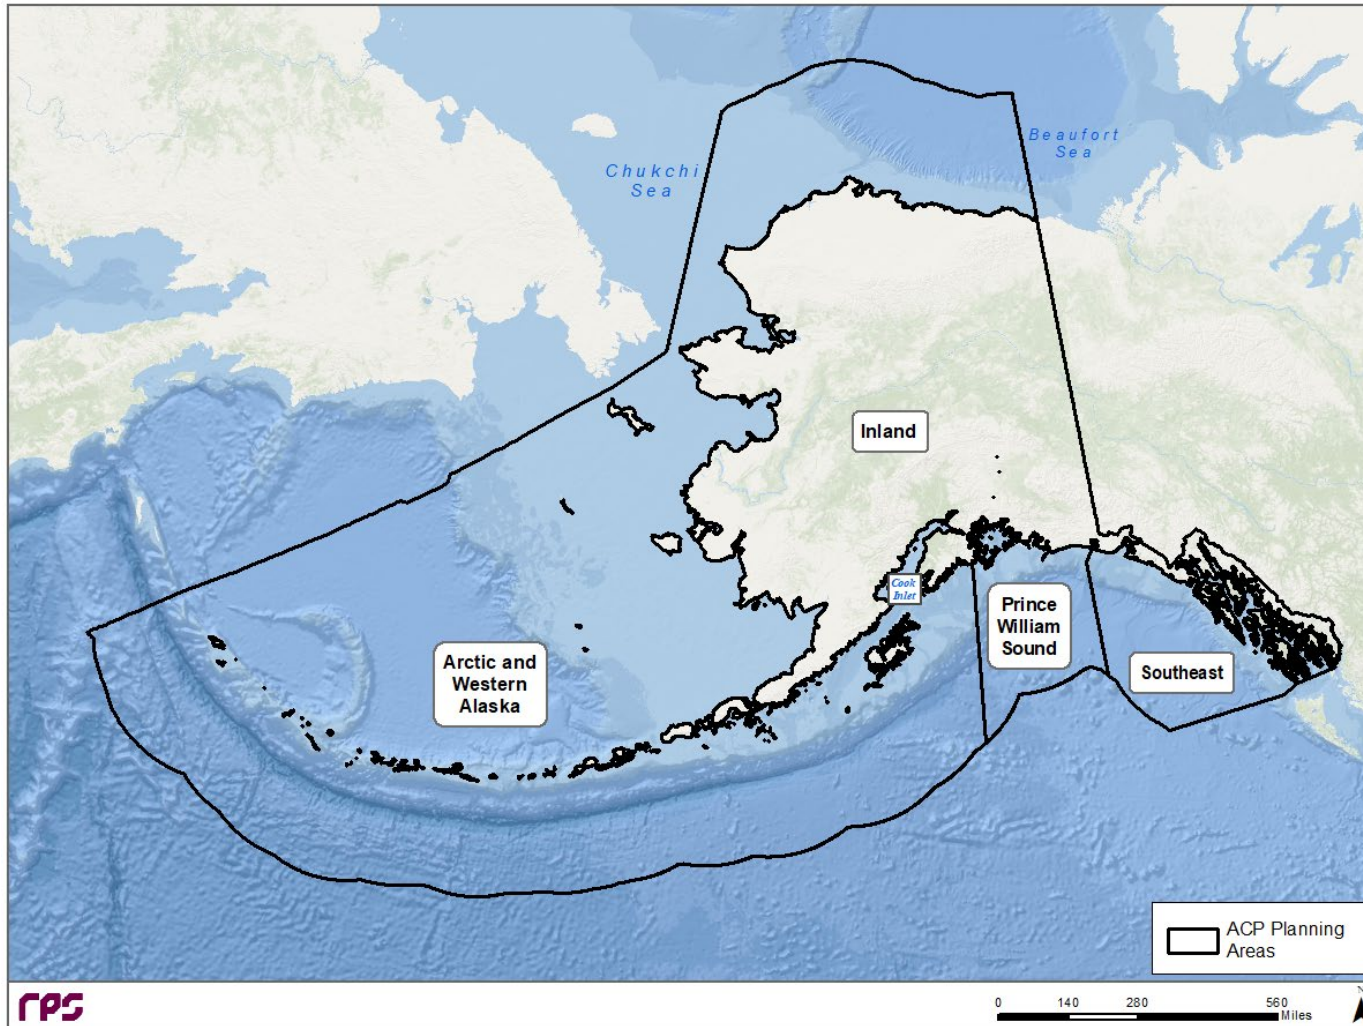 Beaufort
Sea
Chukchi
Sea
Inland
Cook
Inlet
Prince
William
Sound
Arctic and
Western
Alaska
Southeast
ACP Planning
Areas
rps
0 140 280 560
Miles
N